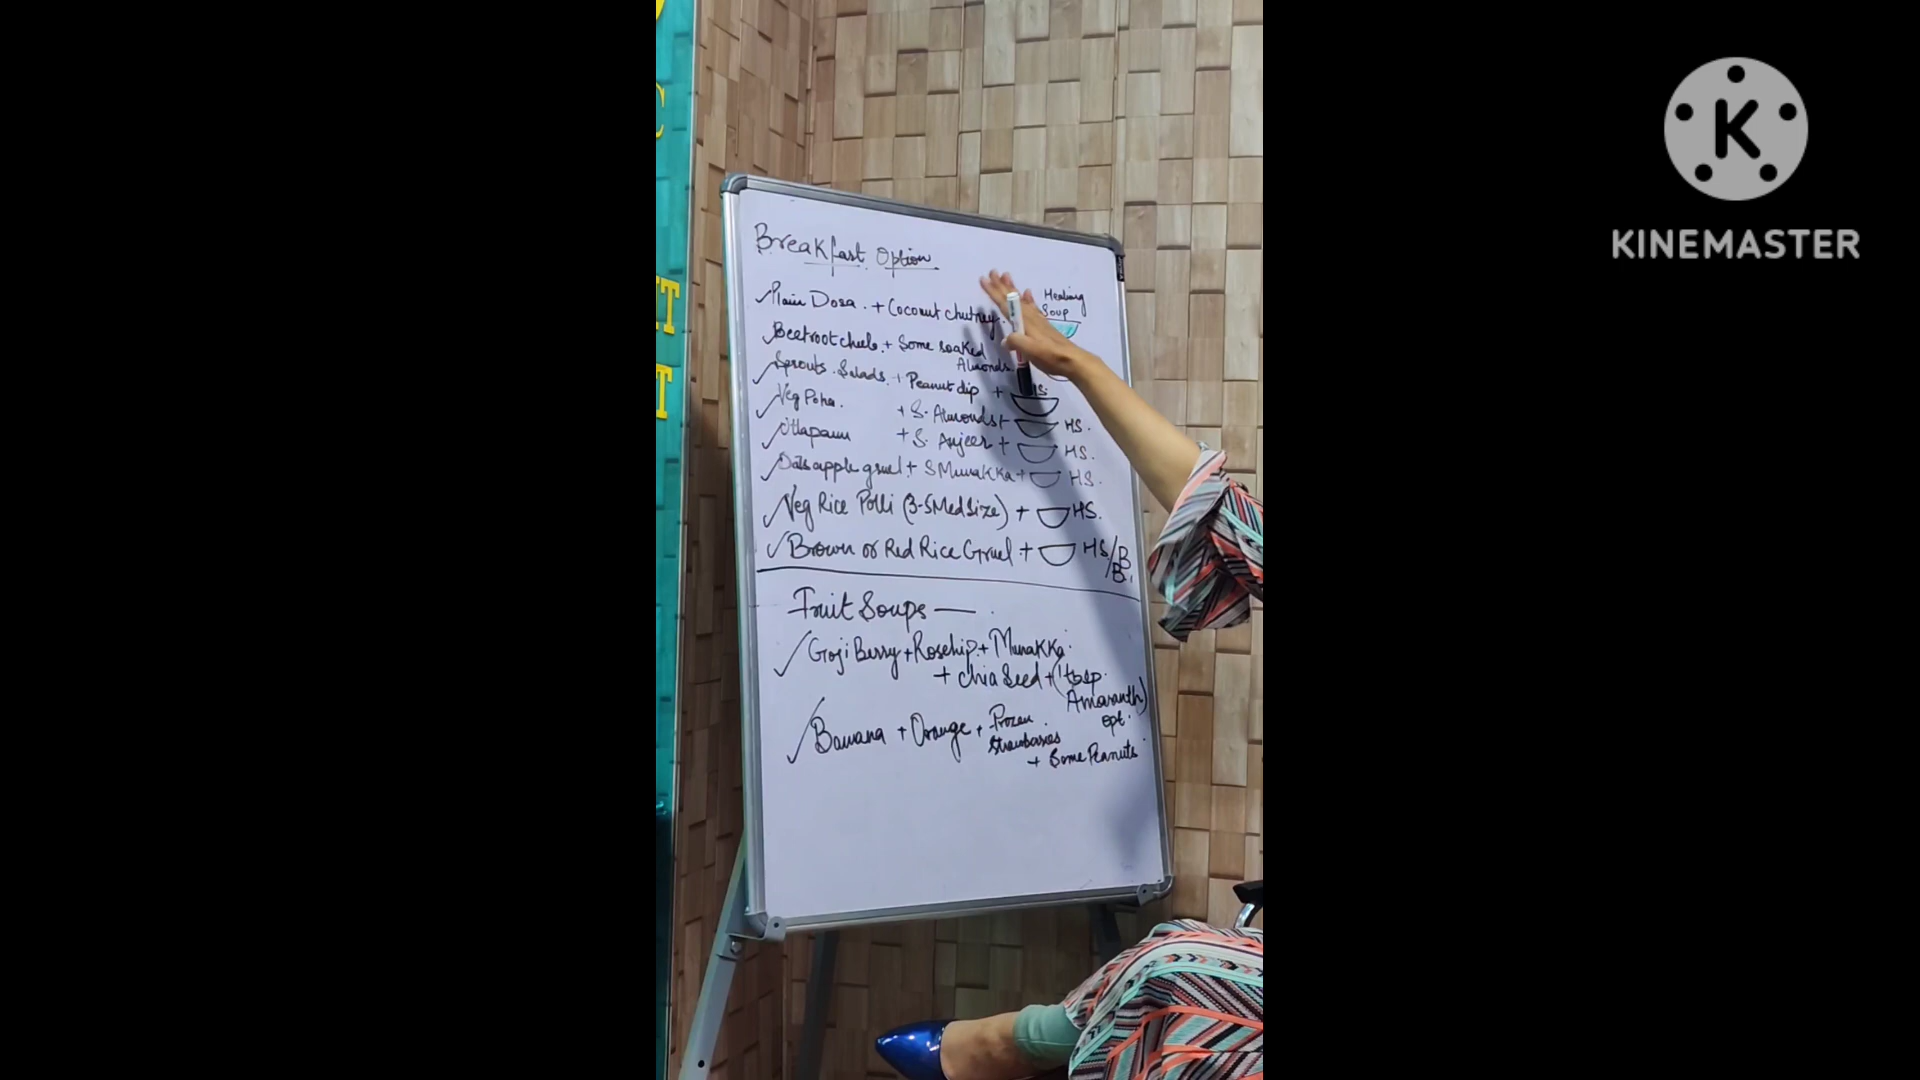 Breakfast Option
Plain Dosa. + Coconut chutney.
Healing
Soup
Beetroot cheela. + Some soaked
Almonds
Sprouts. Salads. + Peanut dip +
S.
Veg Poha. + S. Almonds + HS.
Uttapam + S. Anjeer + HS.
Oats apple gruel. + S Munakka + HS.
Veg Rice Polli (3-5 Med Size) + HS.
Brown or Red Rice Gruel + HS/B
B.
Fruit Soups —
Goji Berry + Rosehip. + Munakka.
+ chia Seed + (1 tbsp.
Amaranth)
opt.
Banana + Orange + Frozen.
+ Some Peanuts
KINEMASTER